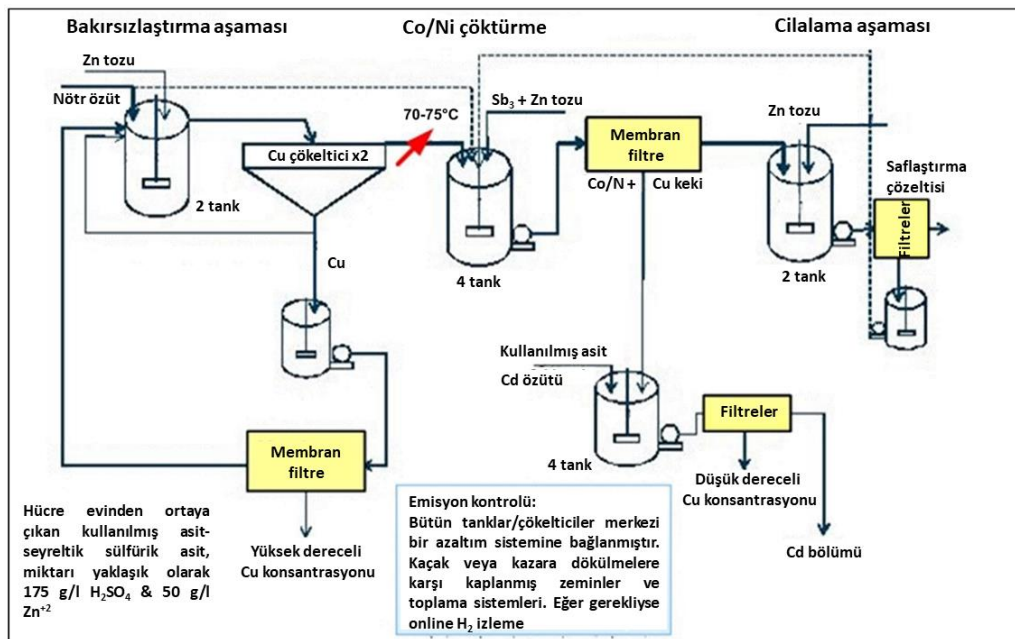 Bakırsızlaştırma aşaması
Co/Ni çöktürme
Cilalama aşaması
Zn tozu
Nötr özüt
70-75°C
Sb₃ + Zn tozu
Zn tozu
Cu çökeltici x2
Membran
filtre
Co/N + Cu keki
Saflaştırma
çözeltisi
Filtreler
2 tank
4 tank
2 tank
Cu
Kullanılmış asit
Cd özütü
Filtreler
4 tank
Membran
filtre
Düşük dereceli
Cu konsantrasyonu
Cd bölümü
Yüksek dereceli
Cu konsantrasyonu
Hücre evinden ortaya
çıkan kullanılmış asit-
seyreltik sülfürik asit,
miktarı yaklaşık olarak
175 g/l H₂SO₄ & 50 g/l
Zn⁺²
Emisyon kontrolü:
Bütün tanklar/çökelticiler merkezi
bir azaltım sistemine bağlanmıştır.
Kaçak veya kazara dökülmelere
karşı kaplanmış zeminler ve
toplama sistemleri. Eğer gerekliyse
online H₂ izleme